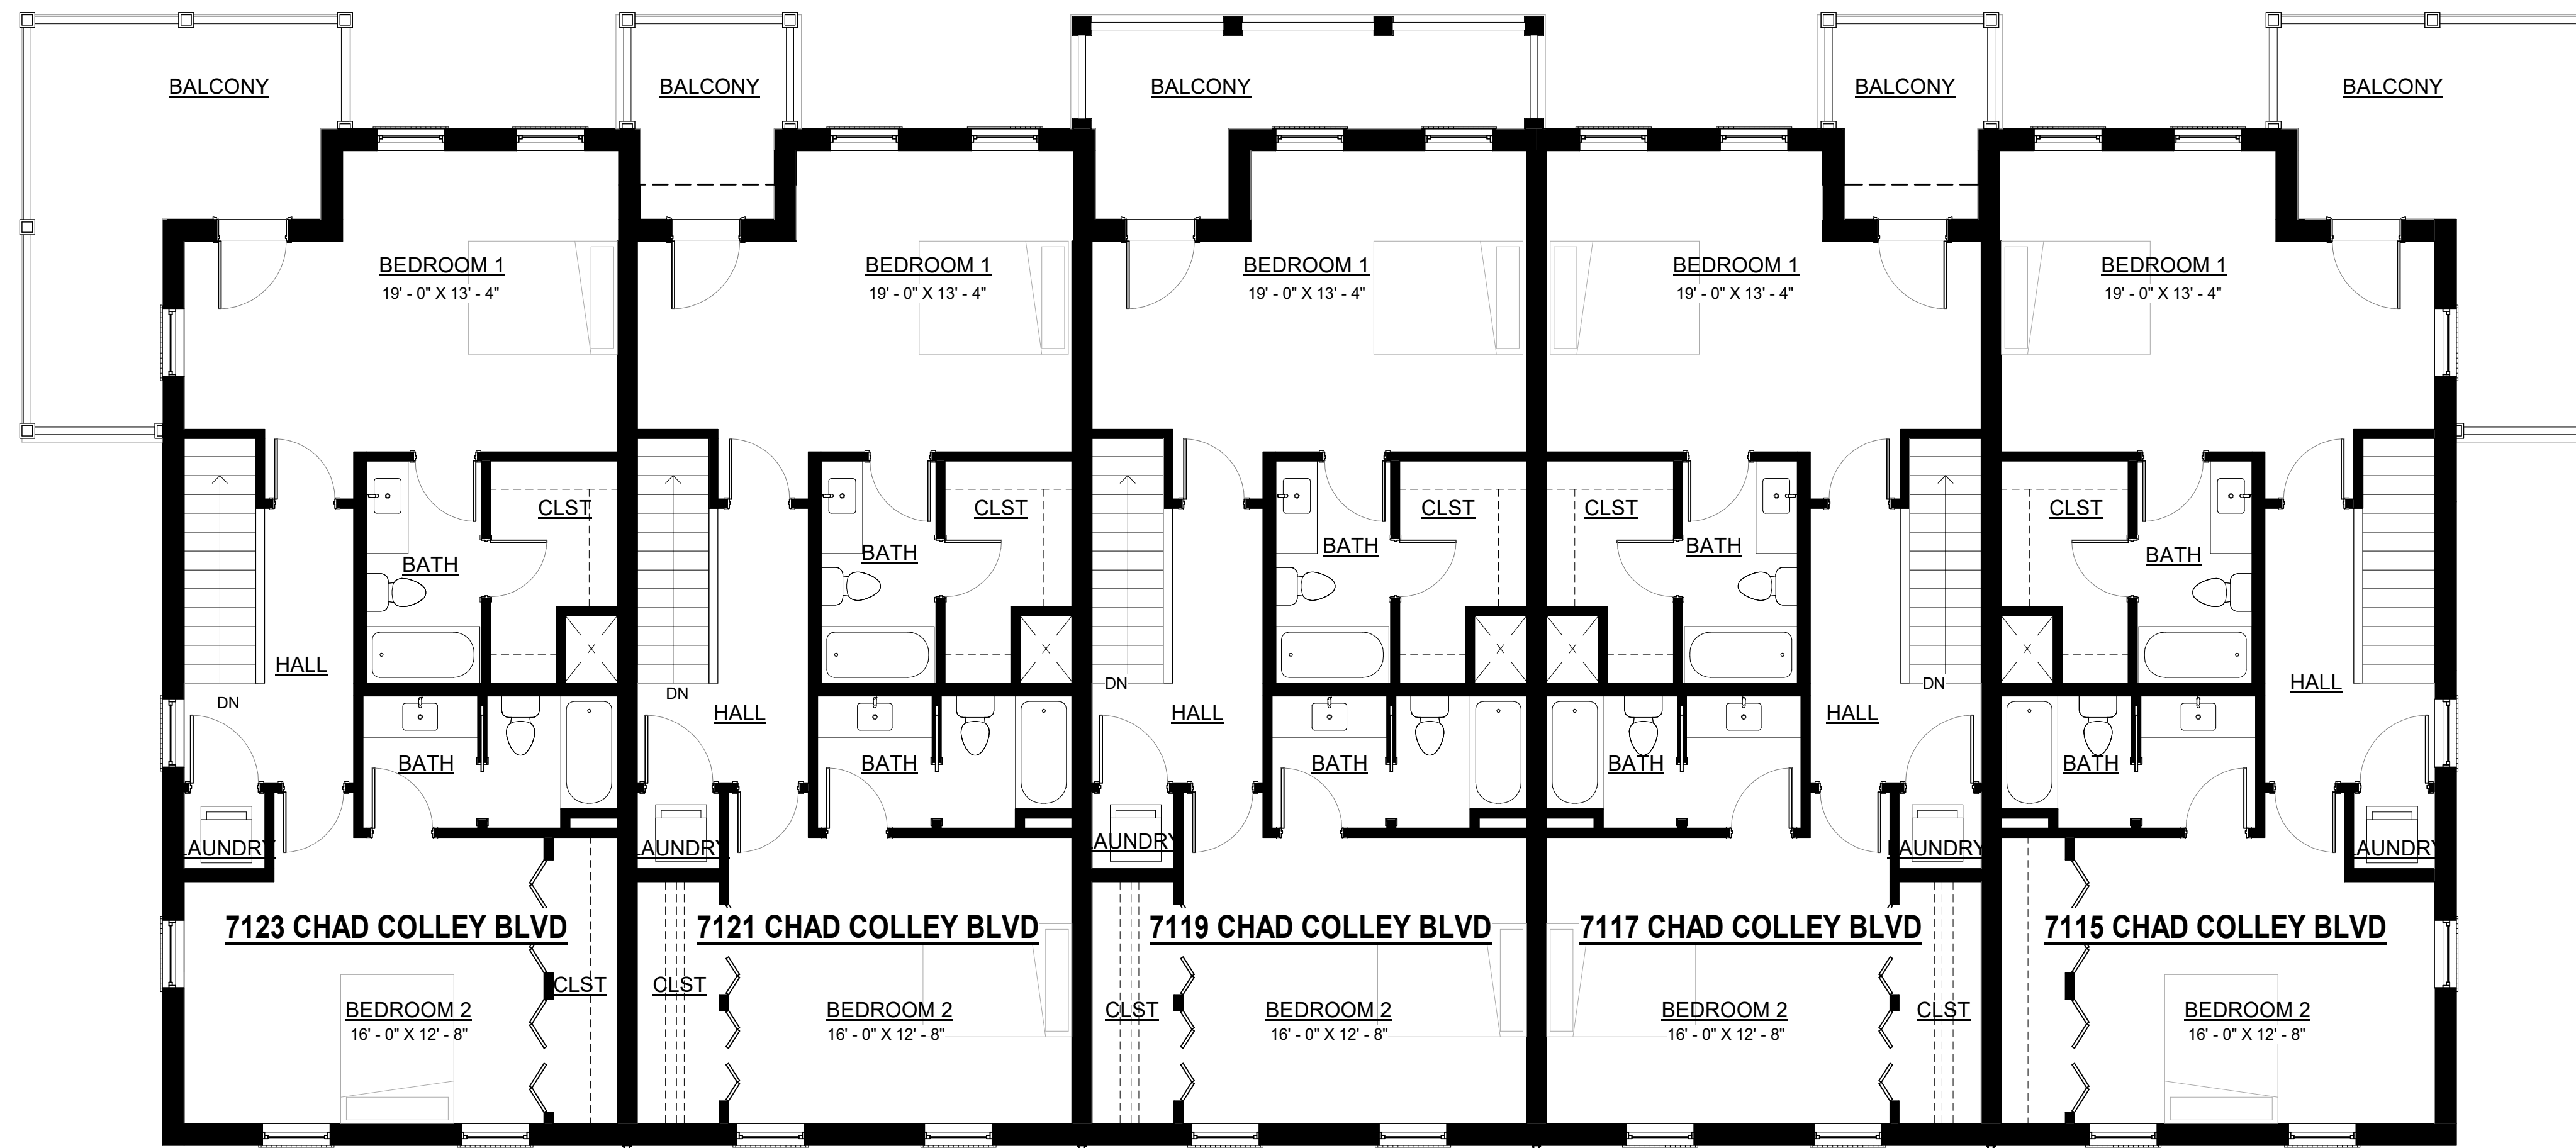 BALCONY
BALCONY
BALCONY
BALCONY
BALCONY
BEDROOM 1
19' - 0" X 13' - 4"
BEDROOM 1
19' - 0" X 13' - 4"
BEDROOM 1
19' - 0" X 13' - 4"
BEDROOM 1
19' - 0" X 13' - 4"
BEDROOM 1
19' - 0" X 13' - 4"
CLST
CLST
CLST
CLST
CLST
BATH
BATH
BATH
BATH
BATH
HALL
HALL
HALL
HALL
HALL
DN
DN
DN
DN
BATH
BATH
BATH
BATH
BATH
LAUNDRY
LAUNDRY
LAUNDRY
LAUNDRY
LAUNDRY
7123 CHAD COLLEY BLVD
7121 CHAD COLLEY BLVD
7119 CHAD COLLEY BLVD
7117 CHAD COLLEY BLVD
7115 CHAD COLLEY BLVD
CLST
CLST
CLST
CLST
BEDROOM 2
16' - 0" X 12' - 8"
BEDROOM 2
16' - 0" X 12' - 8"
BEDROOM 2
16' - 0" X 12' - 8"
BEDROOM 2
16' - 0" X 12' - 8"
BEDROOM 2
16' - 0" X 12' - 8"